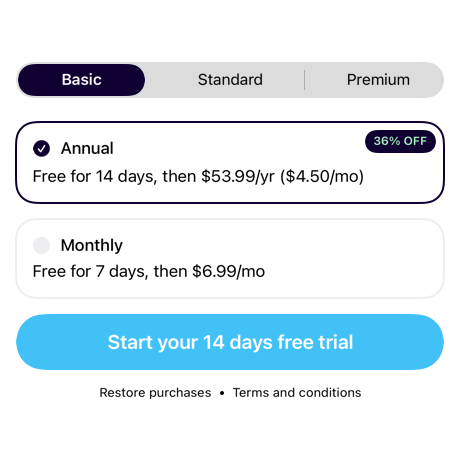 Basic Standard Premium
36% OFF
Annual
Free for 14 days, then $53.99/yr ($4.50/mo)
Monthly
Free for 7 days, then $6.99/mo
Start your 14 days free trial
Restore purchases • Terms and conditions